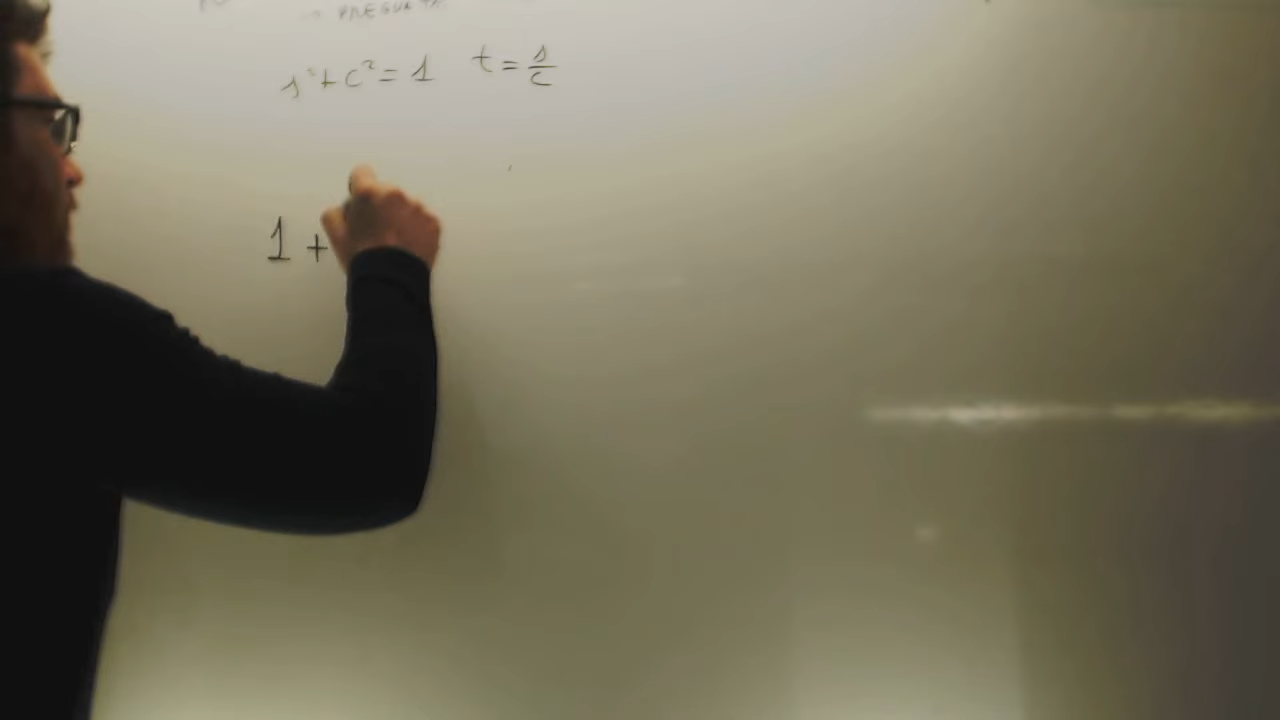 s²+c²=1 t=s/c
1 +